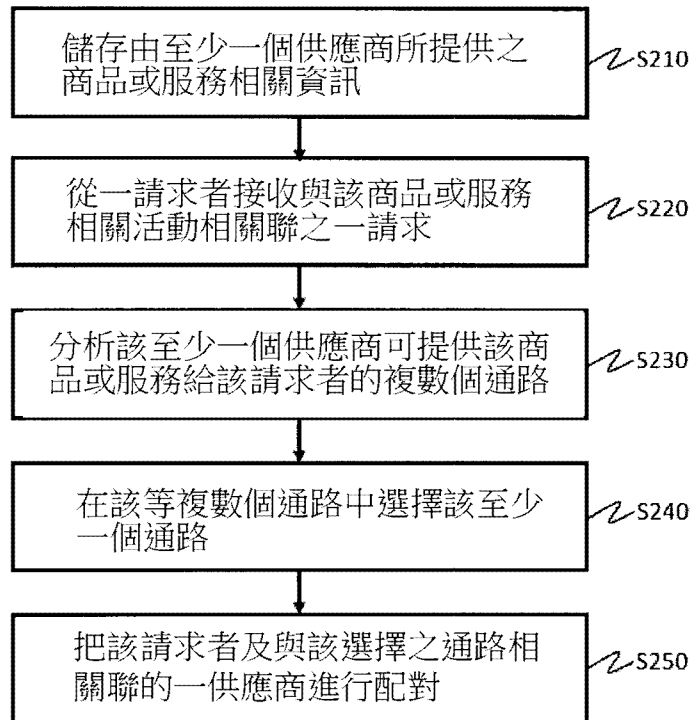 儲存由至少一個供應商所提供之
商品或服務相關資訊
S210
從一請求者接收與該商品或服務
相關活動相關聯之一請求
S220
分析該至少一個供應商可提供該商
品或服務給該請求者的複數個通路
S230
在該等複數個通路中選擇該至少
一個通路
S240
把該請求者及與該選擇之通路相
關聯的一供應商進行配對
S250